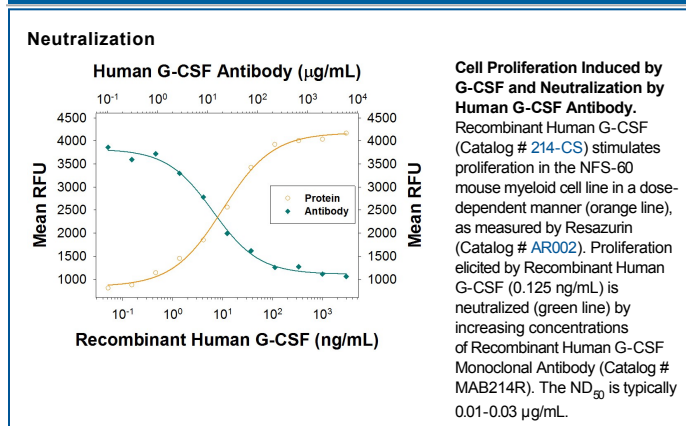 Neutralization
Human G-CSF Antibody (μg/mL)
10-1 100 101 102 103 104
4500 4500
4000 4000
3500 3500
3000 3000
2500 2500
2000 2000
1500 1500
1000 1000
Mean RFU
Mean RFU
Protein
Antibody
10-1 100 101 102 103
Recombinant Human G-CSF (ng/mL)
Cell Proliferation Induced by
G-CSF and Neutralization by
Human G-CSF Antibody.
Recombinant Human G-CSF
(Catalog # 214-CS) stimulates
proliferation in the NFS-60
mouse myeloid cell line in a dose-
dependent manner (orange line),
as measured by Resazurin
(Catalog # AR002). Proliferation
elicited by Recombinant Human
G-CSF (0.125 ng/mL) is
neutralized (green line) by
increasing concentrations
of Recombinant Human G-CSF
Monoclonal Antibody (Catalog #
MAB214R). The ND50 is typically
0.01-0.03 μg/mL.